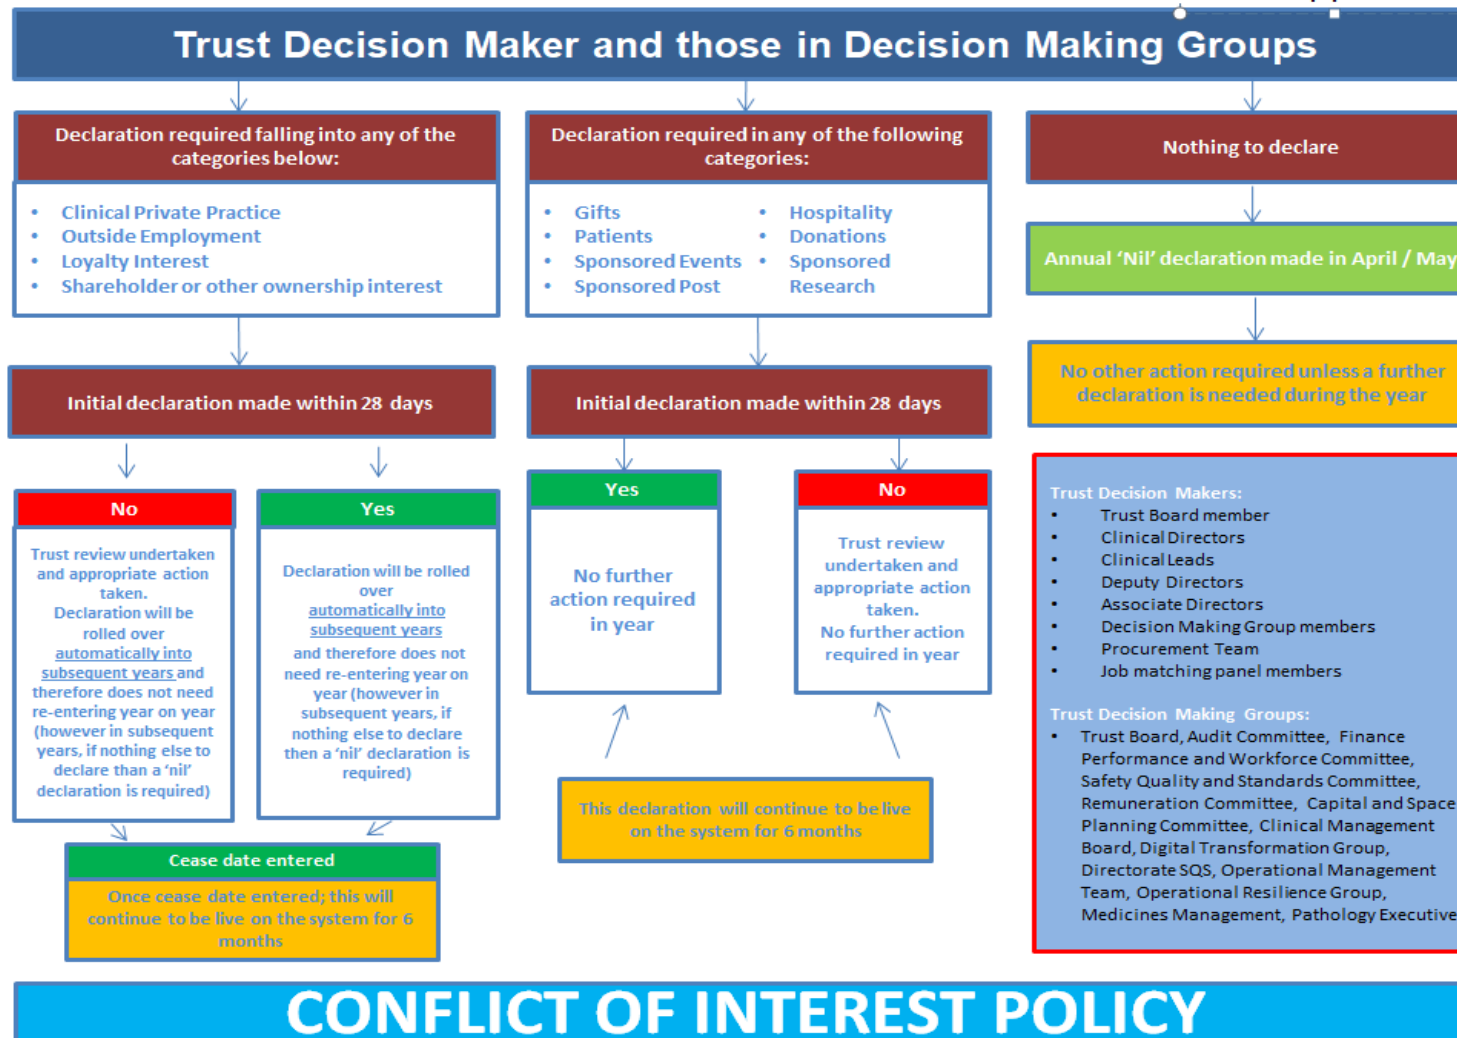 Trust Decision Maker and those in Decision Making Groups
Declaration required falling into any of the
categories below:
• Clinical Private Practice
• Outside Employment
• Loyalty Interest
• Shareholder or other ownership interest
Initial declaration made within 28 days
No
Trust review undertaken
and appropriate action
taken.
Declaration will be
rolled over
automatically into
subsequent years and
therefore does not need
re-entering year on year
(however in subsequent
years, if nothing else to
declare than a ‘nil’
declaration is required)
Yes
Declaration will be rolled
over
automatically into
subsequent years
and therefore does not
need re-entering year on
year (however in
subsequent years, if
nothing else to declare
then a ‘nil’ declaration is
required)
Cease date entered
Once cease date entered; this will
continue to be live on the system for 6
months
Declaration required in any of the following
categories:
• Gifts
• Patients
• Sponsored Events
• Sponsored Post
• Hospitality
• Donations
• Sponsored
Research
Initial declaration made within 28 days
Yes
No further
action required
in year
No
Trust review
undertaken and
appropriate action
taken.
No further action
required in year
This declaration will continue to be live
on the system for 6 months
Nothing to declare
Annual ‘Nil’ declaration made in April / May
No other action required unless a further
declaration is needed during the year
Trust Decision Makers:
• Trust Board member
• Clinical Directors
• Clinical Leads
• Deputy Directors
• Associate Directors
• Decision Making Group members
• Procurement Team
• Job matching panel members
Trust Decision Making Groups:
• Trust Board, Audit Committee, Finance
Performance and Workforce Committee,
Safety Quality and Standards Committee,
Remuneration Committee, Capital and Space
Planning Committee, Clinical Management
Board, Digital Transformation Group,
Directorate SQS, Operational Management
Team, Operational Resilience Group,
Medicines Management, Pathology Executive
CONFLICT OF INTEREST POLICY